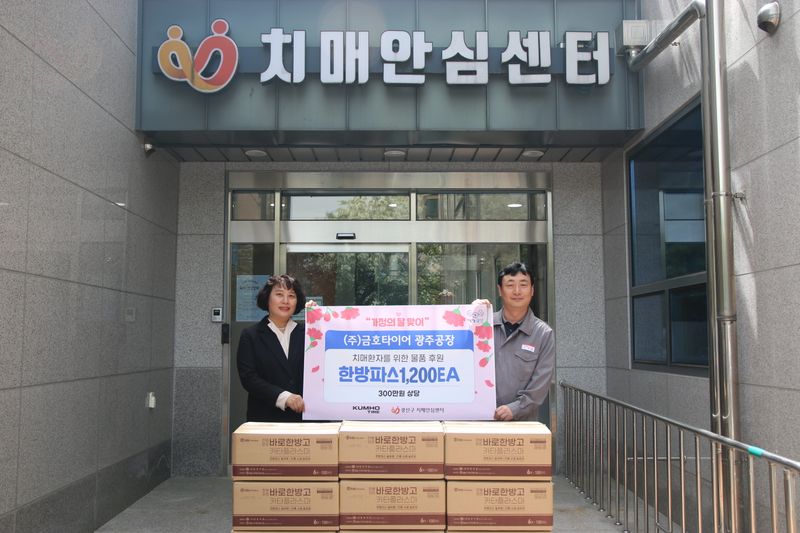 치매안심센터
"가정의 달 맞이"
(주)금호타이어 광주공장
치매환자를 위한 물품 후원
한방파스1,200EA
300만원 상당
KUMHO TIRE
광산구 치매안심센터
바로한방고
카타플라스마
바로한방고
카타플라스마
바로한방고
카타플라스마
바로한방고
카타플라스마
바로한방고
카타플라스마
바로한방고
카타플라스마